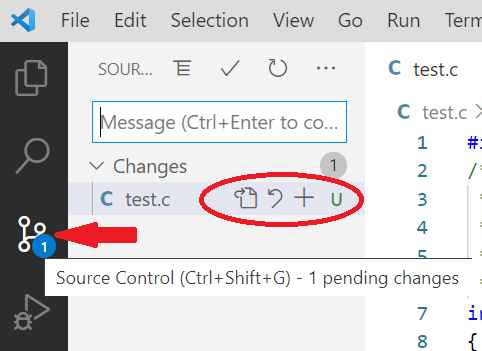 File Edit Selection View Go Run Term
SOUR...
test.c
Message (Ctrl+Enter to co...
test.c
Changes 1
1 #i
C test.c U
2 /*
3 *
4 *
1
5 *
Source Control (Ctrl+Shift+G) - 1 pending changes
6 *
7 in
8 {